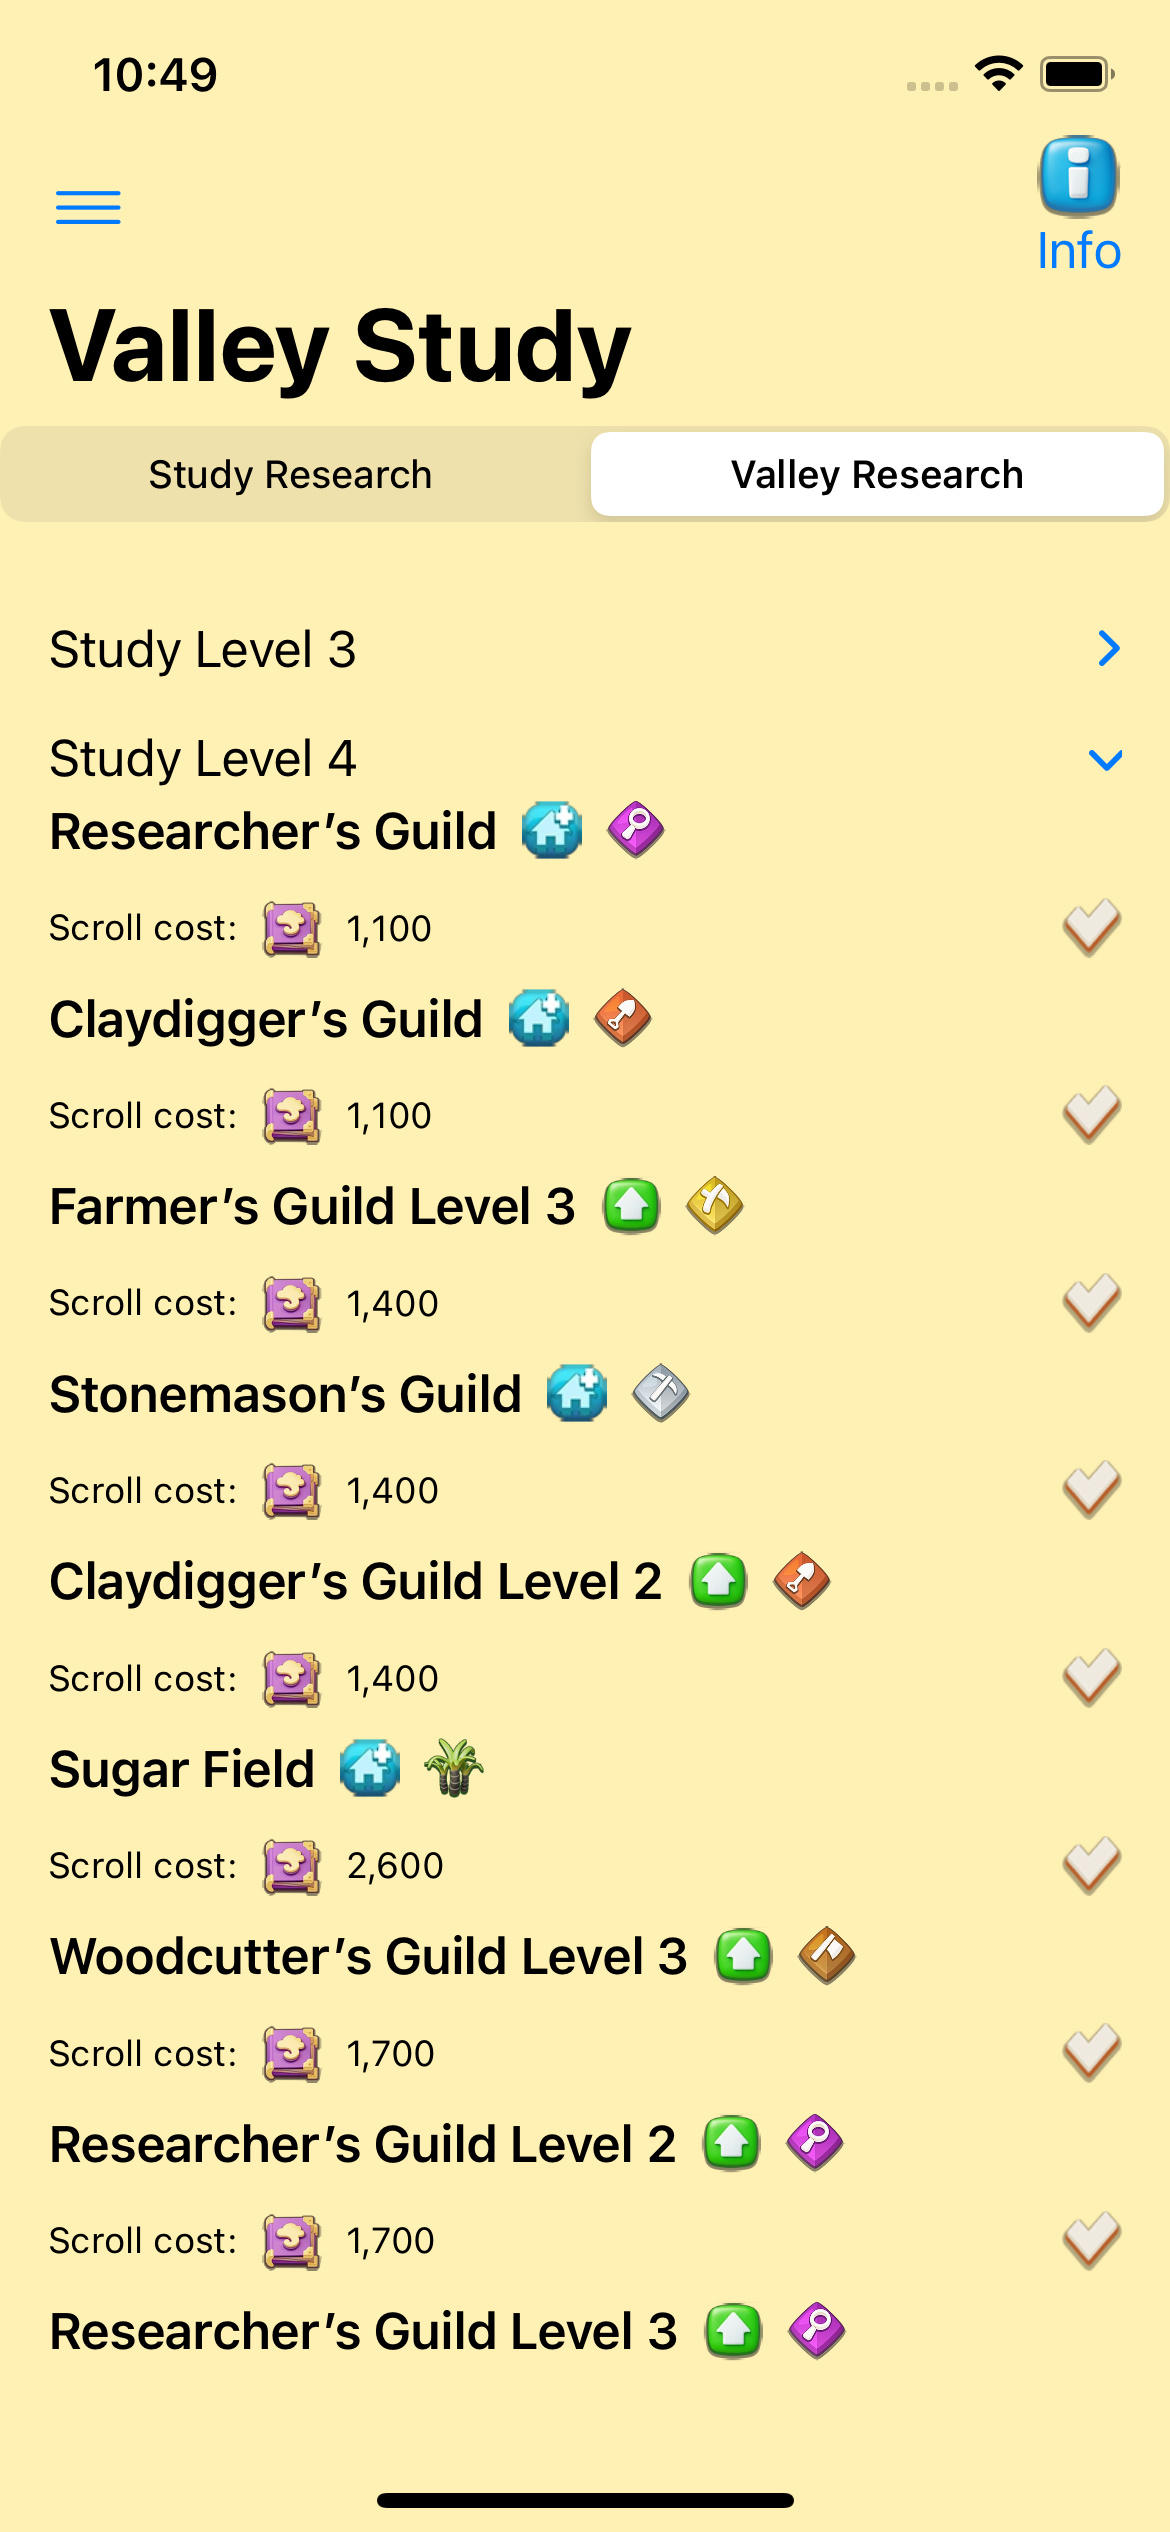 10:49
Info
Valley Study
Study Research
Valley Research
Study Level 3
Study Level 4
Researcher’s Guild
Scroll cost: 1,100
Claydigger’s Guild
Scroll cost: 1,100
Farmer’s Guild Level 3
Scroll cost: 1,400
Stonemason’s Guild
Scroll cost: 1,400
Claydigger’s Guild Level 2
Scroll cost: 1,400
Sugar Field
Scroll cost: 2,600
Woodcutter’s Guild Level 3
Scroll cost: 1,700
Researcher’s Guild Level 2
Scroll cost: 1,700
Researcher’s Guild Level 3